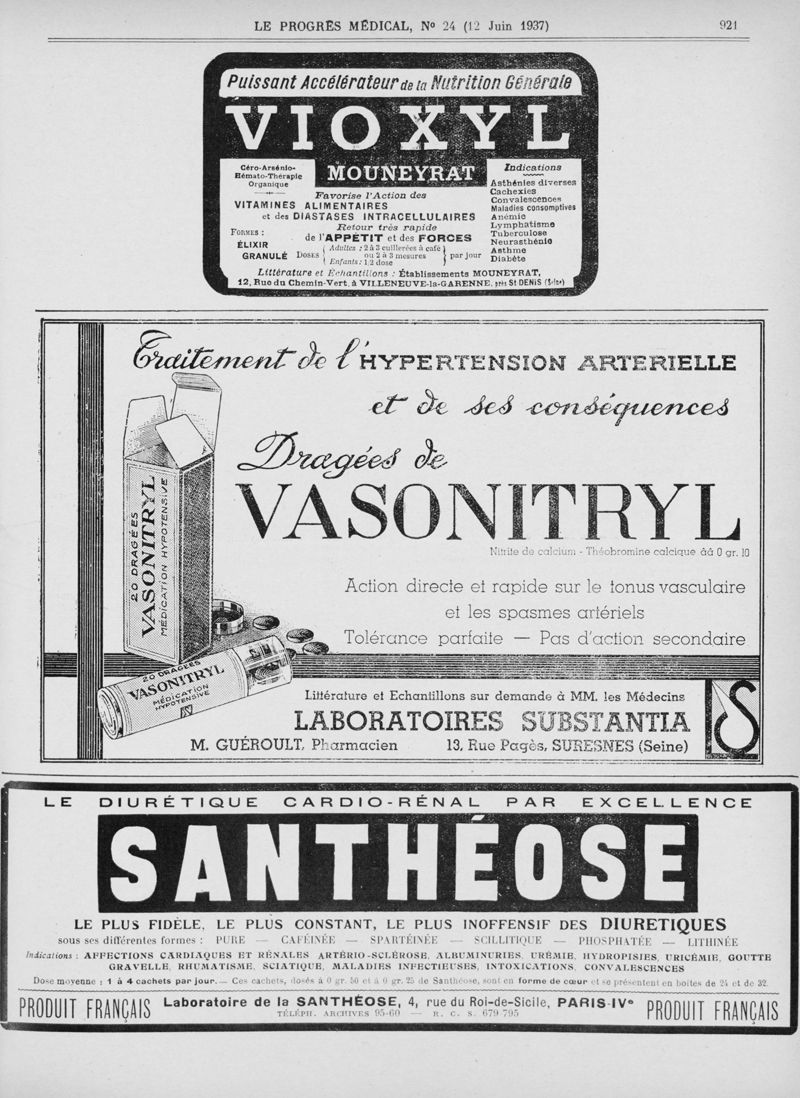 LE PROGRÈS MÉDICAL, No 24 (12 Juin 1937) 921
Puissant Accélérateur de la Nutrition Générale
VIOXYL
MOUNEYRAT
Céro-Arsénio-
Hémato-Thérapie
Organique
Favorise l'Action des
VITAMINES ALIMENTAIRES
et des DIASTASES INTRACELLULAIRES
Retour très rapide
de l'APPÉTIT et des FORCES
FORMES :
ÉLIXIR
GRANULÉ
DOSES
Adultes : 2 à 3 cuillerées à café
ou 2 à 3 mesures
Enfants : 1/2 dose
par jour
Indications
Asthénies diverses
Cachexies
Convalescences
Maladies consomptives
Anémie
Lymphatisme
Tuberculose
Neurasthénie
Asthme
Diabète
Littérature et Échantillons : Établissements MOUNEYRAT,
12, Rue du Chemin-Vert, à VILLENEUVE-la-GARENNE, près St-DENIS (Seine)
Traitement de l'HYPERTENSION ARTERIELLE
et de ses conséquences
Dragées de
VASONITRYL
Nitrite de calcium - Théobromine calcique ââ 0 gr. 10
Action directe et rapide sur le tonus vasculaire
et les spasmes artériels
Tolérance parfaite — Pas d'action secondaire
20 DRAGÉES
VASONITRYL
MÉDICATION HYPOTENSIVE
20 DRAGÉES
VASONITRYL
MÉDICATION
HYPOTENSIVE
Littérature et Echantillons sur demande à MM. les Médecins
LABORATOIRES SUBSTANTIA
M. GUÉROULT, Pharmacien 13, Rue Pagès, SURESNES (Seine)
S
LE DIURÉTIQUE CARDIO-RÉNAL PAR EXCELLENCE
SANTHÉOSE
LE PLUS FIDÈLE, LE PLUS CONSTANT, LE PLUS INOFFENSIF DES DIURETIQUES
sous ses différentes formes : PURE — CAFÉINÉE — SPARTÉINÉE — SCILLITIQUE — PHOSPHATÉE — LITHINÉE
Indications : AFFECTIONS CARDIAQUES ET RÉNALES ARTÉRIO-SCLÉROSE, ALBUMINURIES, URÉMIE, HYDROPISIES, URICÉMIE, GOUTTE
GRAVELLE, RHUMATISME, SCIATIQUE, MALADIES INFECTIEUSES, INTOXICATIONS, CONVALESCENCES
Dose moyenne : 1 à 4 cachets par jour. — Ces cachets, dosés à 0 gr. 50 et à 0 gr. 25 de Santhéose, sont en forme de cœur et se présentent en boites de 24 et de 32.
PRODUIT FRANÇAIS
Laboratoire de la SANTHÉOSE, 4, rue du Roi-de-Sicile, PARIS-IVe
TÉLÉPH. ARCHIVES 95-60 — R. C. S. 679 795
PRODUIT FRANÇAIS